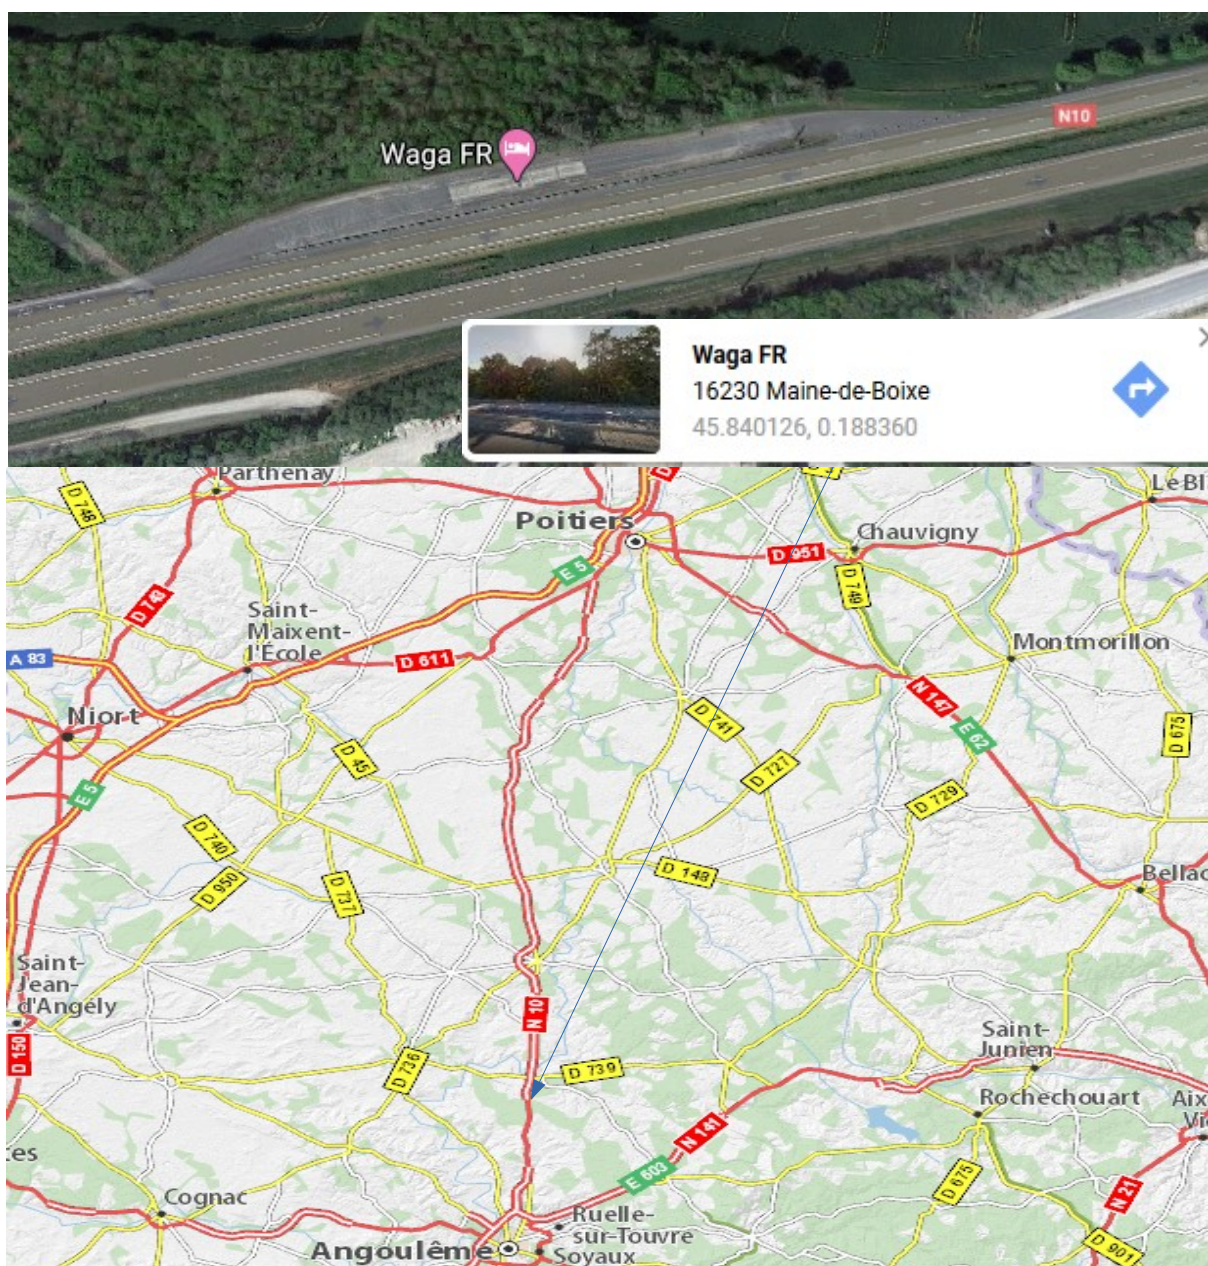 N10
Waga FR
Waga FR
16230 Maine-de-Boixe
45.840126, 0.188360
Parthenay
D 748
Poitiers
Chauvigny
D 951
E 5
D 749
D 743
Saint-
Maixent-
l'École
A 83
D 611
Montmorillon
Niort
N 147
D 741
E 62
D 675
D 45
D 727
E 5
D 729
D 740
D 950
D 737
D 148
Bellac
Saint-
Jean-
d'Angély
N 10
D 150
Saint-
Junien
D 736
D 739
Rochechouart
Aix
N 141
E 603
D 675
N 21
Cognac
Ruelle-
sur-Touvre
Angoulême
Soyaux
D 901